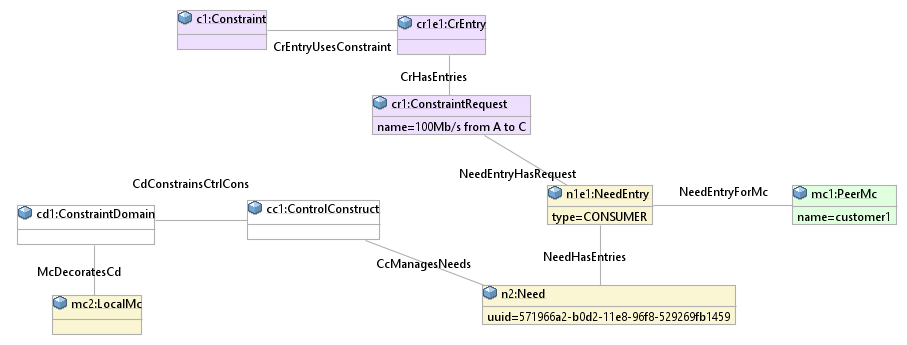 c1:Constraint
cr1e1:CrEntry
CrEntryUsesConstraint
CrHasEntries
cr1:ConstraintRequest
name=100Mb/s from A to C
NeedEntryHasRequest
CdConstrainsCtrlCons
n1e1:NeedEntry
type=CONSUMER
NeedEntryForMc
mc1:PeerMc
name=customer1
cd1:ConstraintDomain
cc1:ControlConstruct
NeedHasEntries
CcManagesNeeds
McDecoratesCd
n2:Need
uuid=571966a2-b0d2-11e8-96f8-529269fb1459
mc2:LocalMc